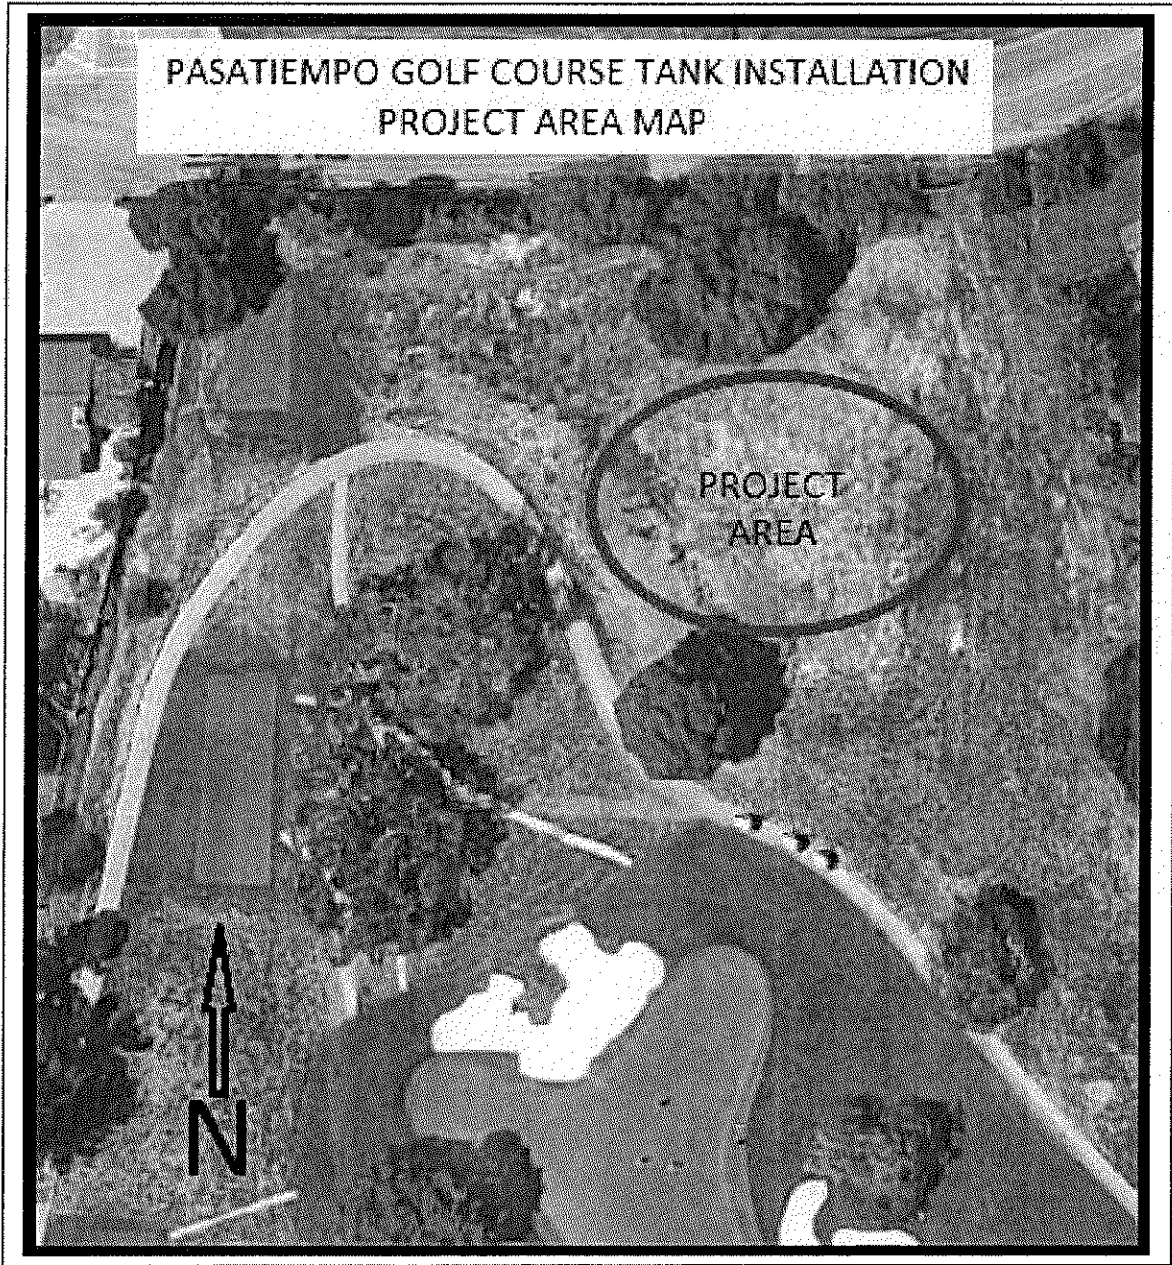 PASATIEMPO GOLF COURSE TANK INSTALLATION
PROJECT AREA MAP
PROJECT
AREA
N